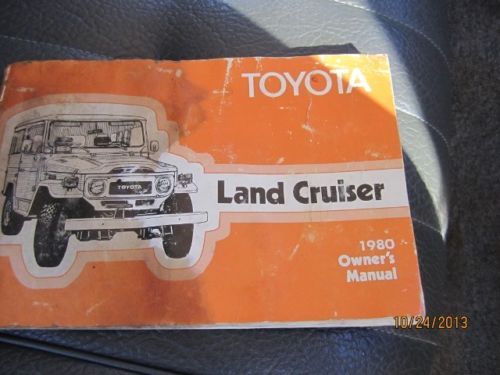 TOYOTA
TOYOTA
Land Cruiser
1980
Owner's
Manual
10/24/2013